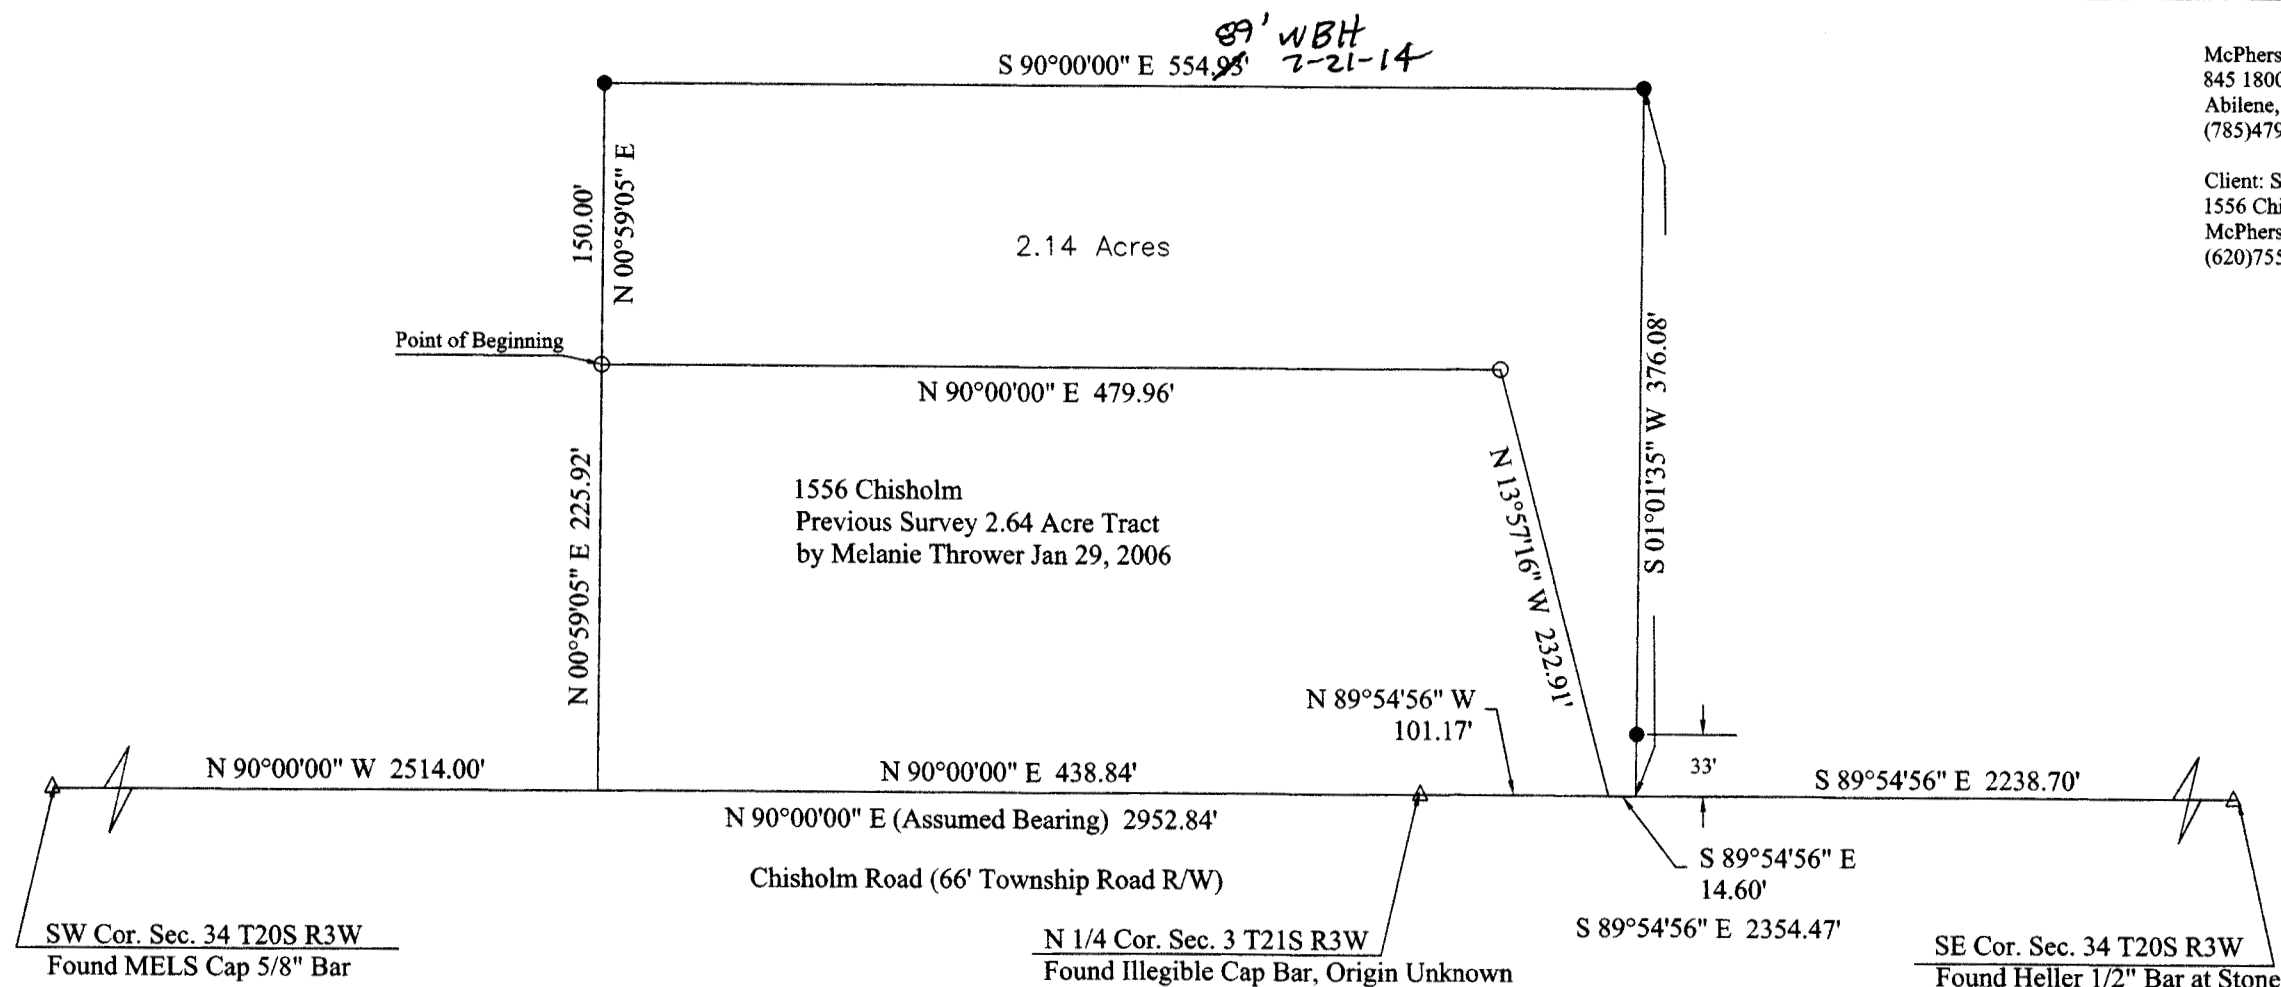 89' WBH
7-21-14
S 90°00'00" E 554.93'
McPhers
845 1800
Abilene,
(785)479
Client: S
1556 Chi
McPhers
(620)755
150.00'
N 00°59'05" E
2.14 Acres
Point of Beginning
N 90°00'00" E 479.96'
S 01°01'35" W 376.08'
N 00°59'05" E 225.92'
1556 Chisholm
Previous Survey 2.64 Acre Tract
by Melanie Thrower Jan 29, 2006
N 13°57'16" W 232.91'
N 89°54'56" W
101.17'
33'
N 90°00'00" W 2514.00'
N 90°00'00" E 438.84'
S 89°54'56" E 2238.70'
N 90°00'00" E (Assumed Bearing) 2952.84'
Chisholm Road (66' Township Road R/W)
S 89°54'56" E
14.60'
S 89°54'56" E 2354.47'
SW Cor. Sec. 34 T20S R3W
Found MELS Cap 5/8" Bar
N 1/4 Cor. Sec. 3 T21S R3W
Found Illegible Cap Bar, Origin Unknown
SE Cor. Sec. 34 T20S R3W
Found Heller 1/2" Bar at Stone